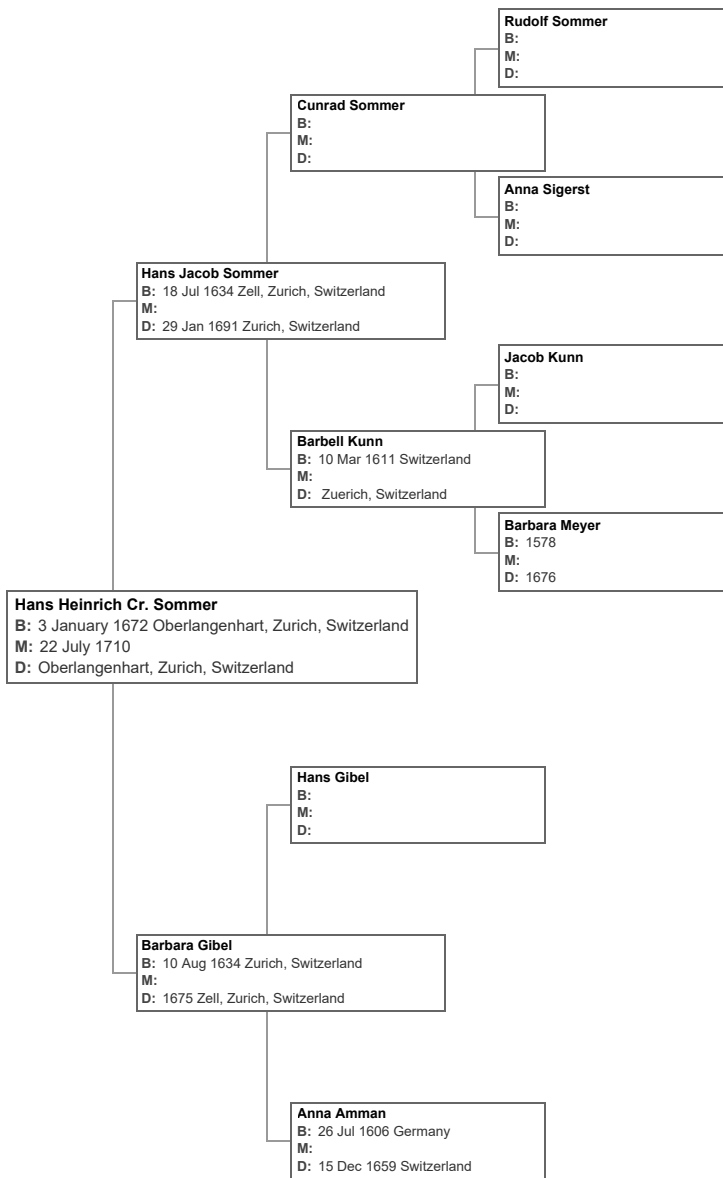 Rudolf Sommer
B:
M:
D:
Cunrad Sommer
B:
M:
D:
Anna Sigerst
B:
M:
D:
Hans Jacob Sommer
B: 18 Jul 1634 Zell, Zurich, Switzerland
M:
D: 29 Jan 1691 Zurich, Switzerland
Jacob Kunn
B:
M:
D:
Barbell Kunn
B: 10 Mar 1611 Switzerland
M:
D: Zuerich, Switzerland
Barbara Meyer
B: 1578
M:
D: 1676
Hans Heinrich Cr. Sommer
B: 3 January 1672 Oberlangenhart, Zurich, Switzerland
M: 22 July 1710
D: Oberlangenhart, Zurich, Switzerland
Hans Gibel
B:
M:
D:
Barbara Gibel
B: 10 Aug 1634 Zurich, Switzerland
M:
D: 1675 Zell, Zurich, Switzerland
Anna Amman
B: 26 Jul 1606 Germany
M:
D: 15 Dec 1659 Switzerland